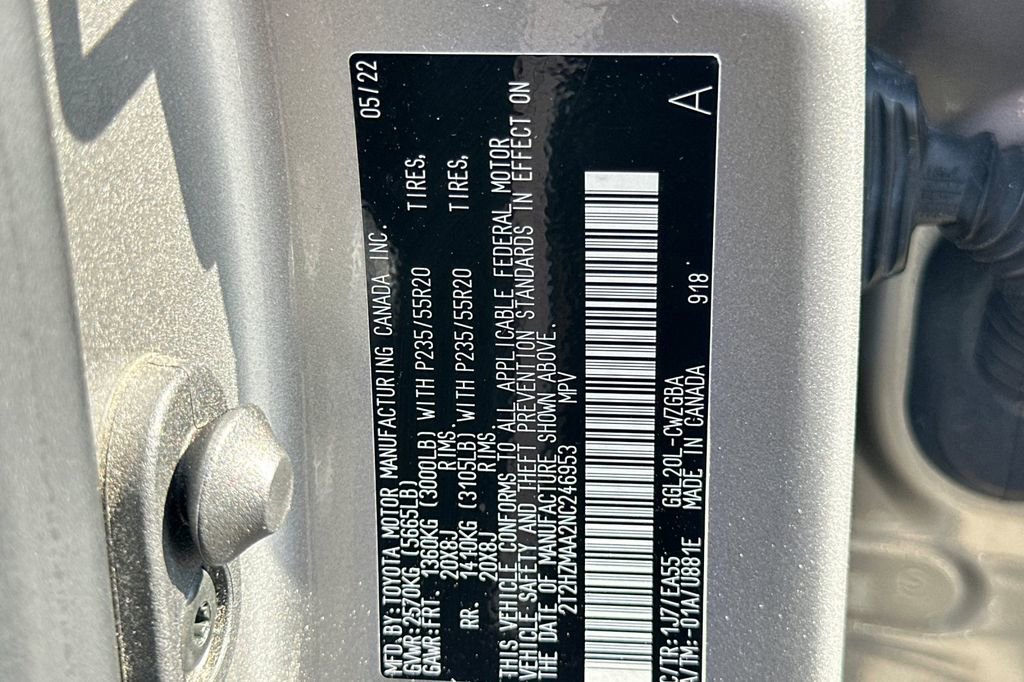 MFD.BY:TOYOTA MOTOR MANUFACTURING CANADA INC. 05/22
GVWR:2570KG (5665LB)
GAWR:FRT. 1360KG (3000LB) WITH P235/55R20 TIRES,
20X8J RIMS.
RR. 1410KG (3105LB) WITH P235/55R20 TIRES,
20X8J RIMS
THIS VEHICLE CONFORMS TO ALL APPLICABLE FEDERAL MOTOR
VEHICLE SAFETY AND THEFT PREVENTION STANDARDS IN EFFECT ON
THE DATE OF MANUFACTURE SHOWN ABOVE.
2T2HZMAA2NC246953 MPV
C/TR:1J7/EA55 GGL20L-CWZGBA 918 A
A/TM:-01A/U881E MADE IN CANADA